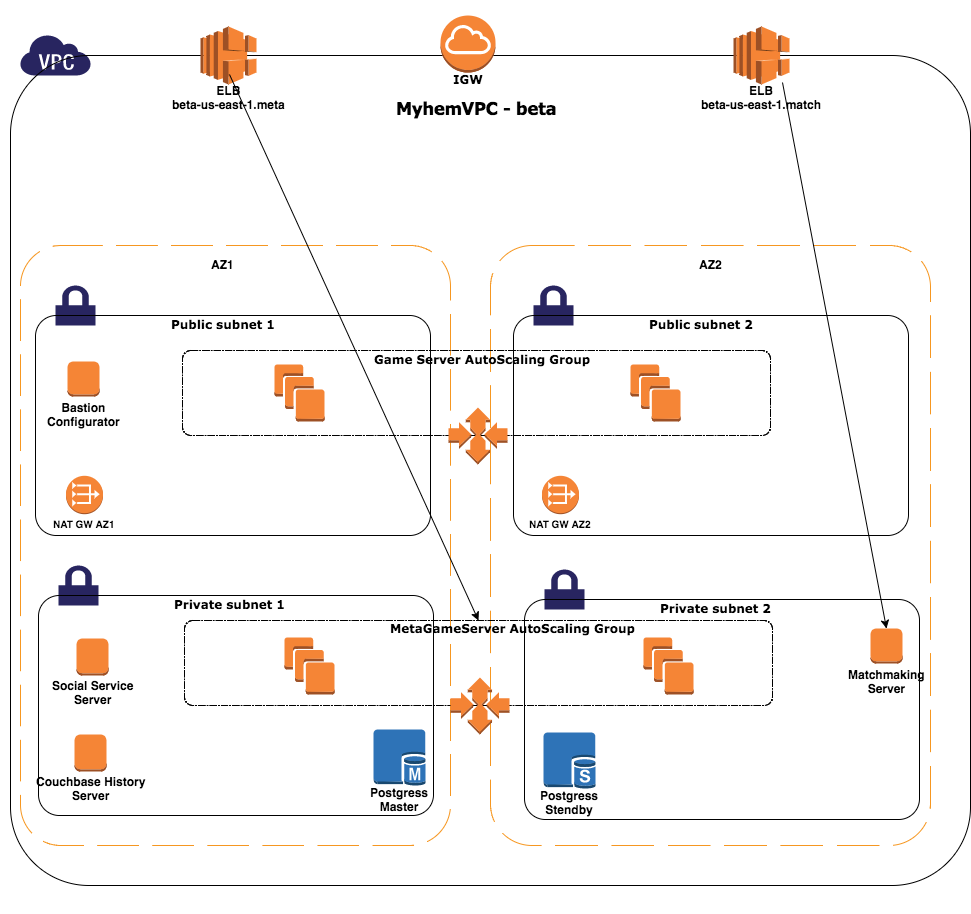 VPC
ELB
beta-us-east-1.meta
IGW
ELB
beta-us-east-1.match
MyhemVPC - beta
AZ1
AZ2
Public subnet 1
Public subnet 2
Game Server AutoScaling Group
Bastion
Configurator
NAT GW AZ1
NAT GW AZ2
Private subnet 1
Private subnet 2
MetaGameServer AutoScaling Group
Social Service
Server
Matchmaking
Server
Couchbase History
Server
M
Postgress
Master
S
Postgress
Stendby